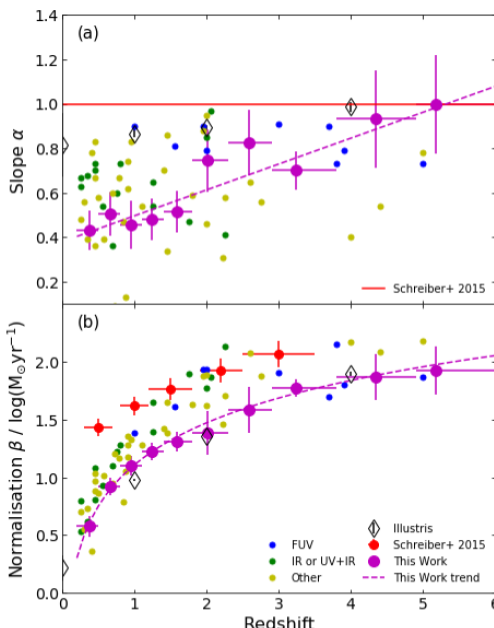 (a)
1.4
1.2
1.0
0.8
0.6
0.4
0.2
Slope α
Schreiber+ 2015
(b)
2.0
1.5
1.0
0.5
0.0
Normalisation β / log(M⊙yr⁻¹)
FUV
IR or UV+IR
Other
Illustris
Schreiber+ 2015
This Work
This Work trend
0 1 2 3 4 5 6
Redshift